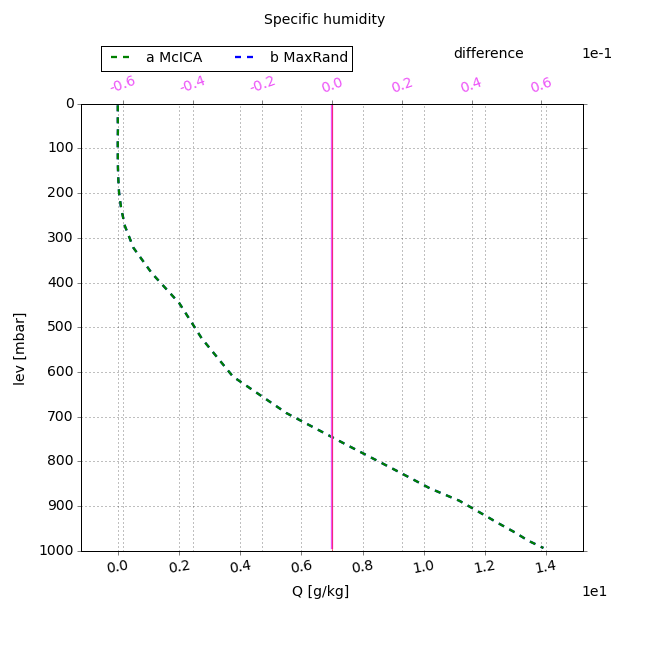 Specific humidity
a McICA b MaxRand difference 1e-1
-0.6 -0.4 -0.2 0.0 0.2 0.4 0.6
0
100
200
300
400
500
600
700
800
900
1000
lev [mbar]
0.0 0.2 0.4 0.6 0.8 1.0 1.2 1.4
Q [g/kg] 1e1